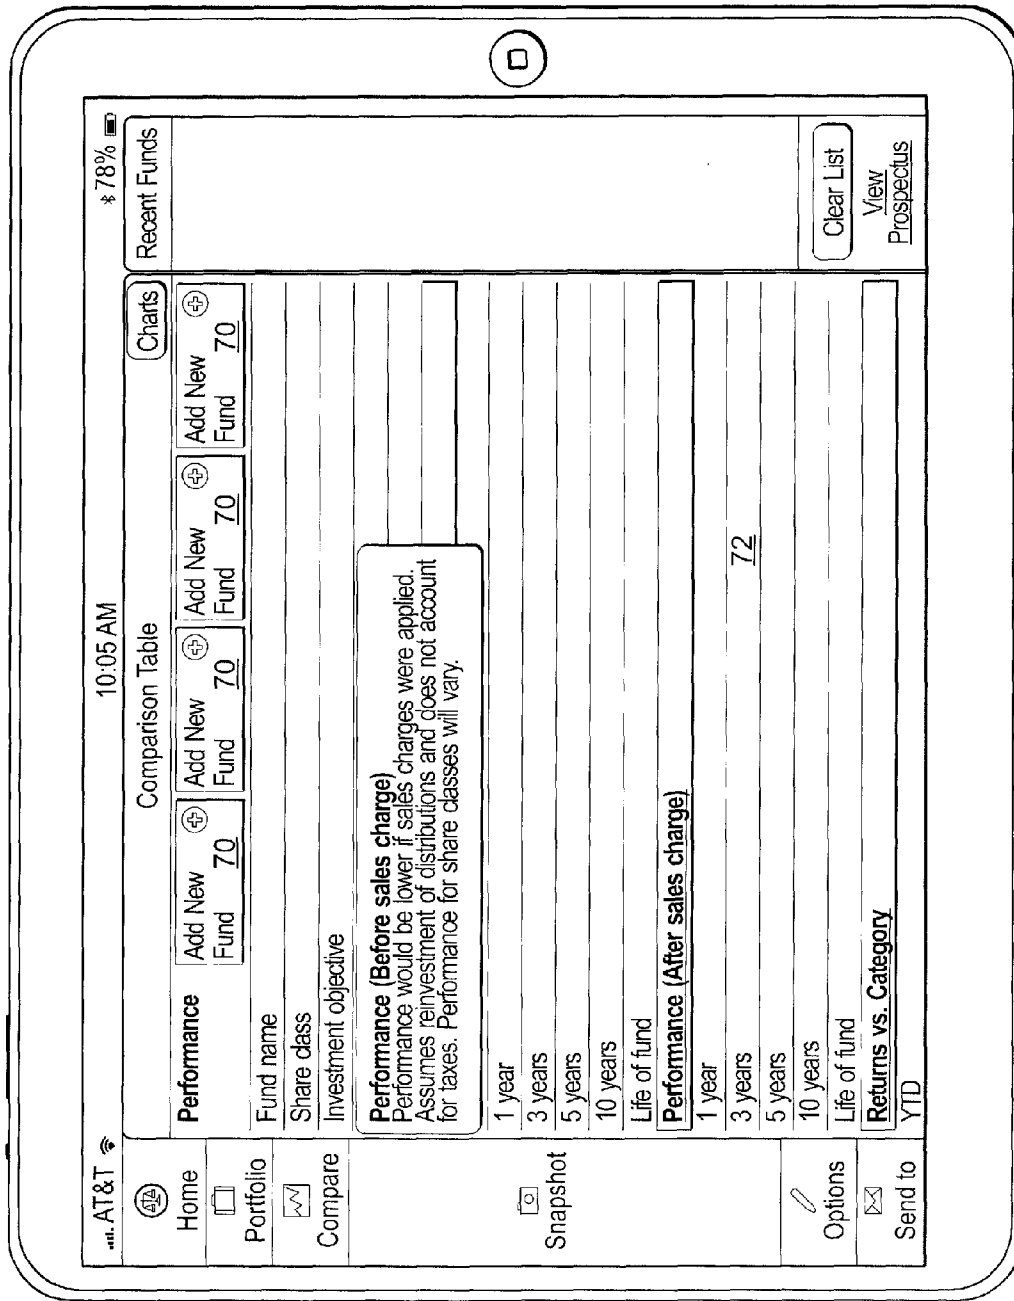 AT&T
10:05 AM
78%
Home
Portfolio
Compare
Snapshot
Options
Send to
Comparison Table
Charts
Performance
Add New
Fund 70
Add New
Fund 70
Add New
Fund 70
Add New
Fund 70
Fund name
Share class
Investment objective
Performance (Before sales charge)
Performance would be lower if sales charges were applied.
Assumes reinvestment of distributions and does not account
for taxes. Performance for share classes will vary.
1 year
3 years
5 years
10 years
Life of fund
Performance (After sales charge)
1 year
3 years
72
5 years
10 years
Life of fund
Returns vs. Category
YTD
Recent Funds
Clear List
View
Prospectus